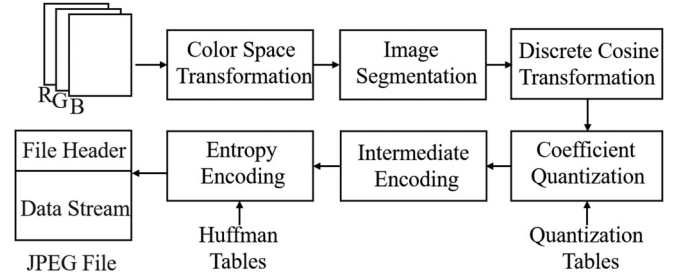 R G B
Color Space
Transformation
Image
Segmentation
Discrete Cosine
Transformation
File Header
Data Stream
JPEG File
Entropy
Encoding
Intermediate
Encoding
Coefficient
Quantization
Huffman
Tables
Quantization
Tables